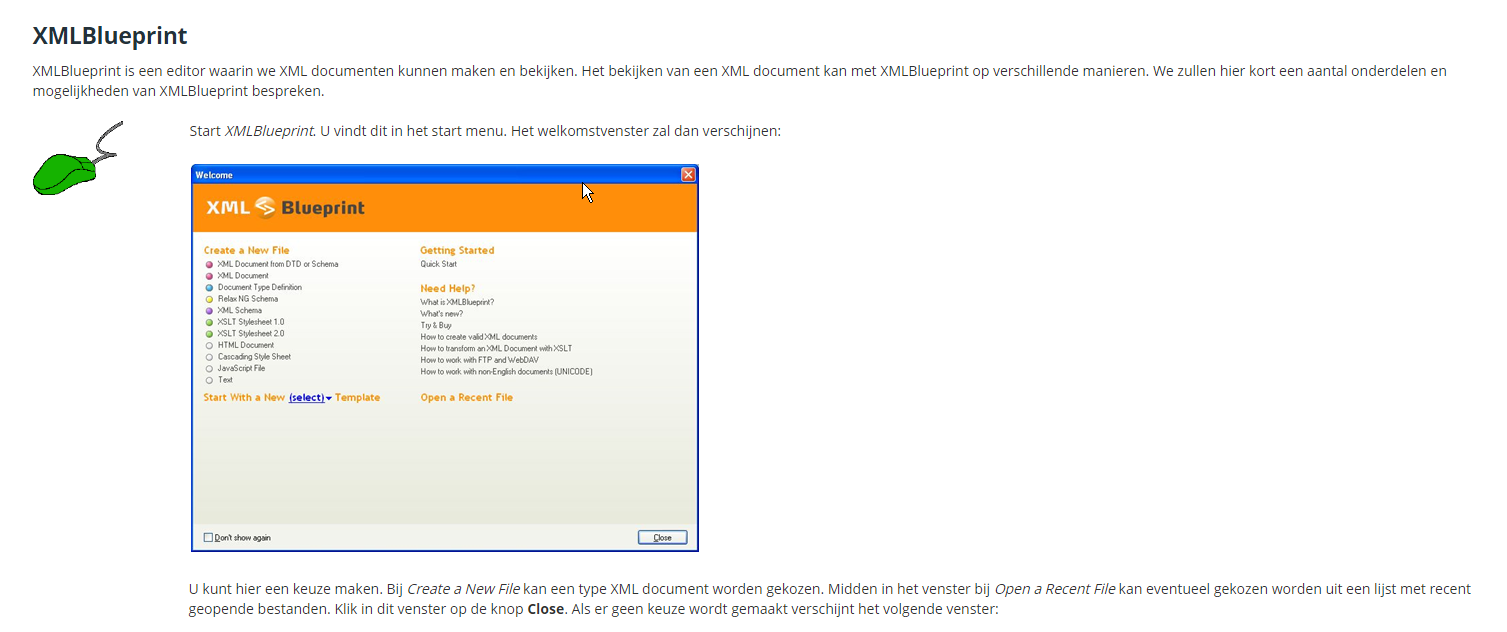 XMLBlueprint
XMLBlueprint is een editor waarin we XML documenten kunnen maken en bekijken. Het bekijken van een XML document kan met XMLBlueprint op verschillende manieren. We zullen hier kort een aantal onderdelen en
mogelijkheden van XMLBlueprint bespreken.
Start XMLBlueprint. U vindt dit in het start menu. Het welkomstvenster zal dan verschijnen:
Welcome
XML Blueprint
Create a New File
XML Document from DTD or Schema
XML Document
Document Type Definition
Relax NG Schema
XML Schema
XSLT Stylesheet 1.0
XSLT Stylesheet 2.0
HTML Document
Cascading Style Sheet
JavaScript File
Text
Start With a New (select) Template
Getting Started
Quick Start
Need Help?
What is XMLBlueprint?
What's new?
Try & Buy
How to create valid XML documents
How to transform an XML Document with XSLT
How to work with FTP and WebDAV
How to work with non-English documents (UNICODE)
Open a Recent File
Don't show again
Close
U kunt hier een keuze maken. Bij Create a New File kan een type XML document worden gekozen. Midden in het venster bij Open a Recent File kan eventueel gekozen worden uit een lijst met recent
geopende bestanden. Klik in dit venster op de knop Close. Als er geen keuze wordt gemaakt verschijnt het volgende venster: